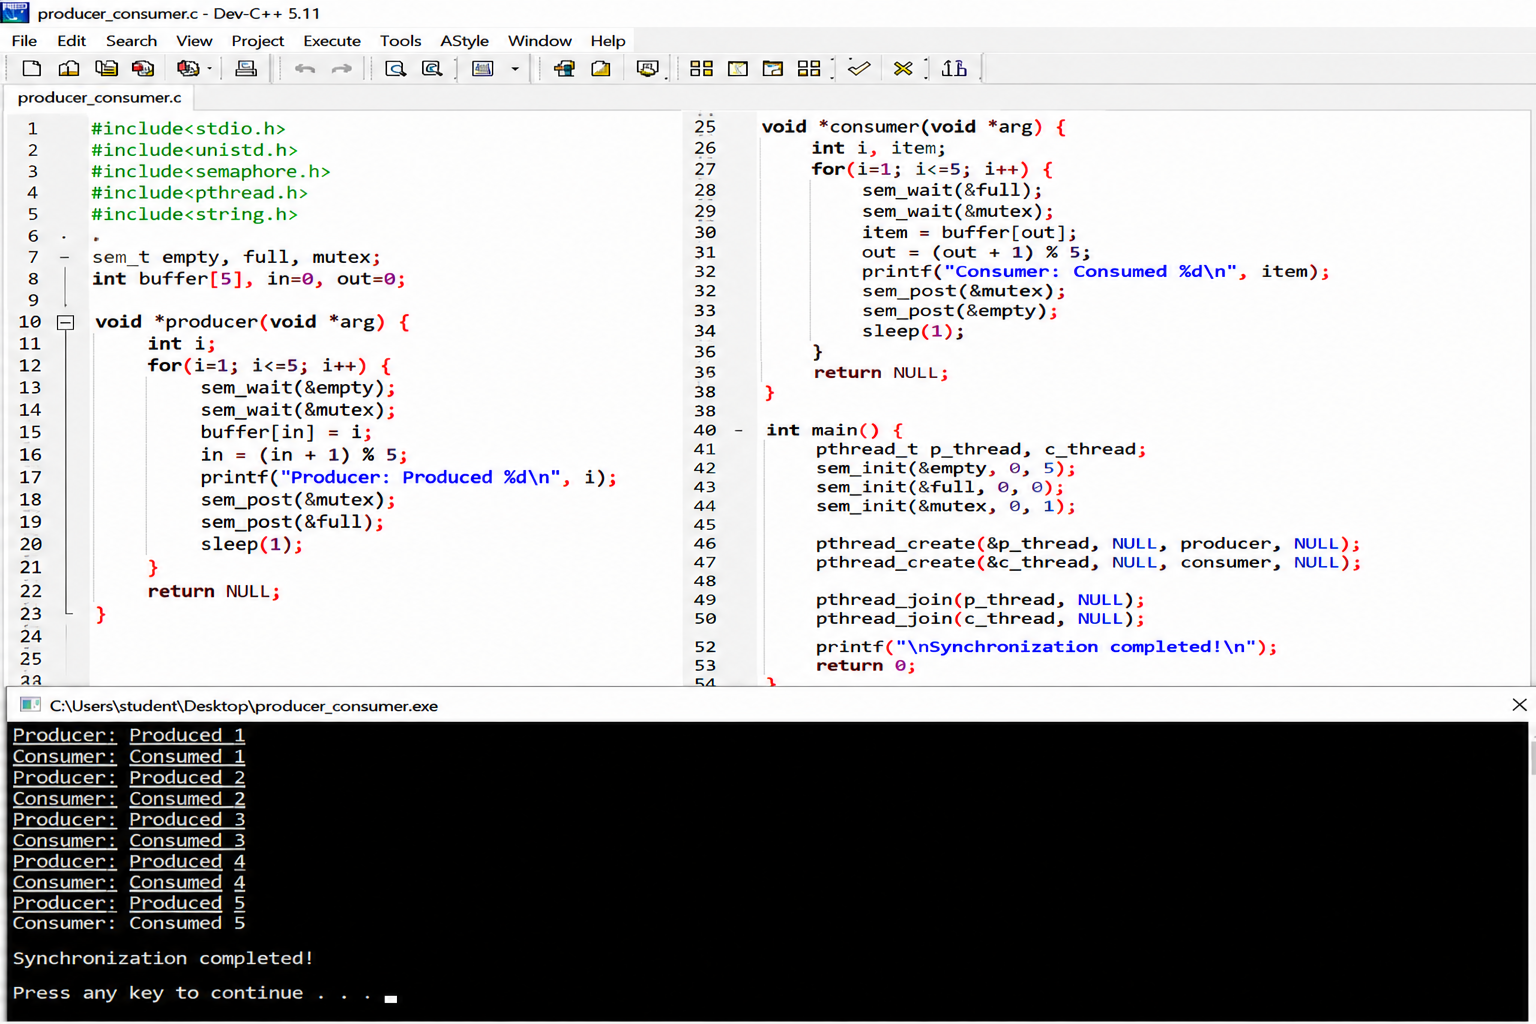 producer_consumer.c - Dev-C++ 5.11
File Edit Search View Project Execute Tools AStyle Window Help
producer_consumer.c
1 #include<stdio.h>
2 #include<unistd.h>
3 #include<semaphore.h>
4 #include<pthread.h>
5 #include<string.h>
6
7 sem_t empty, full, mutex;
8 int buffer[5], in=0, out=0;
9
10 void *producer(void *arg) {
11 int i;
12 for(i=1; i<=5; i++) {
13 sem_wait(&empty);
14 sem_wait(&mutex);
15 buffer[in] = i;
16 in = (in + 1) % 5;
17 printf("Producer: Produced %d\n", i);
18 sem_post(&mutex);
19 sem_post(&full);
20 sleep(1);
21 }
22 return NULL;
23 }
24
25
33
25 void *consumer(void *arg) {
26 int i, item;
27 for(i=1; i<=5; i++) {
28 sem_wait(&full);
29 sem_wait(&mutex);
30 item = buffer[out];
31 out = (out + 1) % 5;
32 printf("Consumer: Consumed %d\n", item);
32 sem_post(&mutex);
33 sem_post(&empty);
34 sleep(1);
36 }
36 return NULL;
38 }
38
40 int main() {
41 pthread_t p_thread, c_thread;
42 sem_init(&empty, 0, 5);
43 sem_init(&full, 0, 0);
44 sem_init(&mutex, 0, 1);
45
46 pthread_create(&p_thread, NULL, producer, NULL);
47 pthread_create(&c_thread, NULL, consumer, NULL);
48
49 pthread_join(p_thread, NULL);
50 pthread_join(c_thread, NULL);
52 printf("\nSynchronization completed!\n");
53 return 0;
54 }
C:\Users\student\Desktop\producer_consumer.exe
Producer: Produced 1
Consumer: Consumed 1
Producer: Produced 2
Consumer: Consumed 2
Producer: Produced 3
Consumer: Consumed 3
Producer: Produced 4
Consumer: Consumed 4
Producer: Produced 5
Consumer: Consumed 5
Synchronization completed!
Press any key to continue . . .